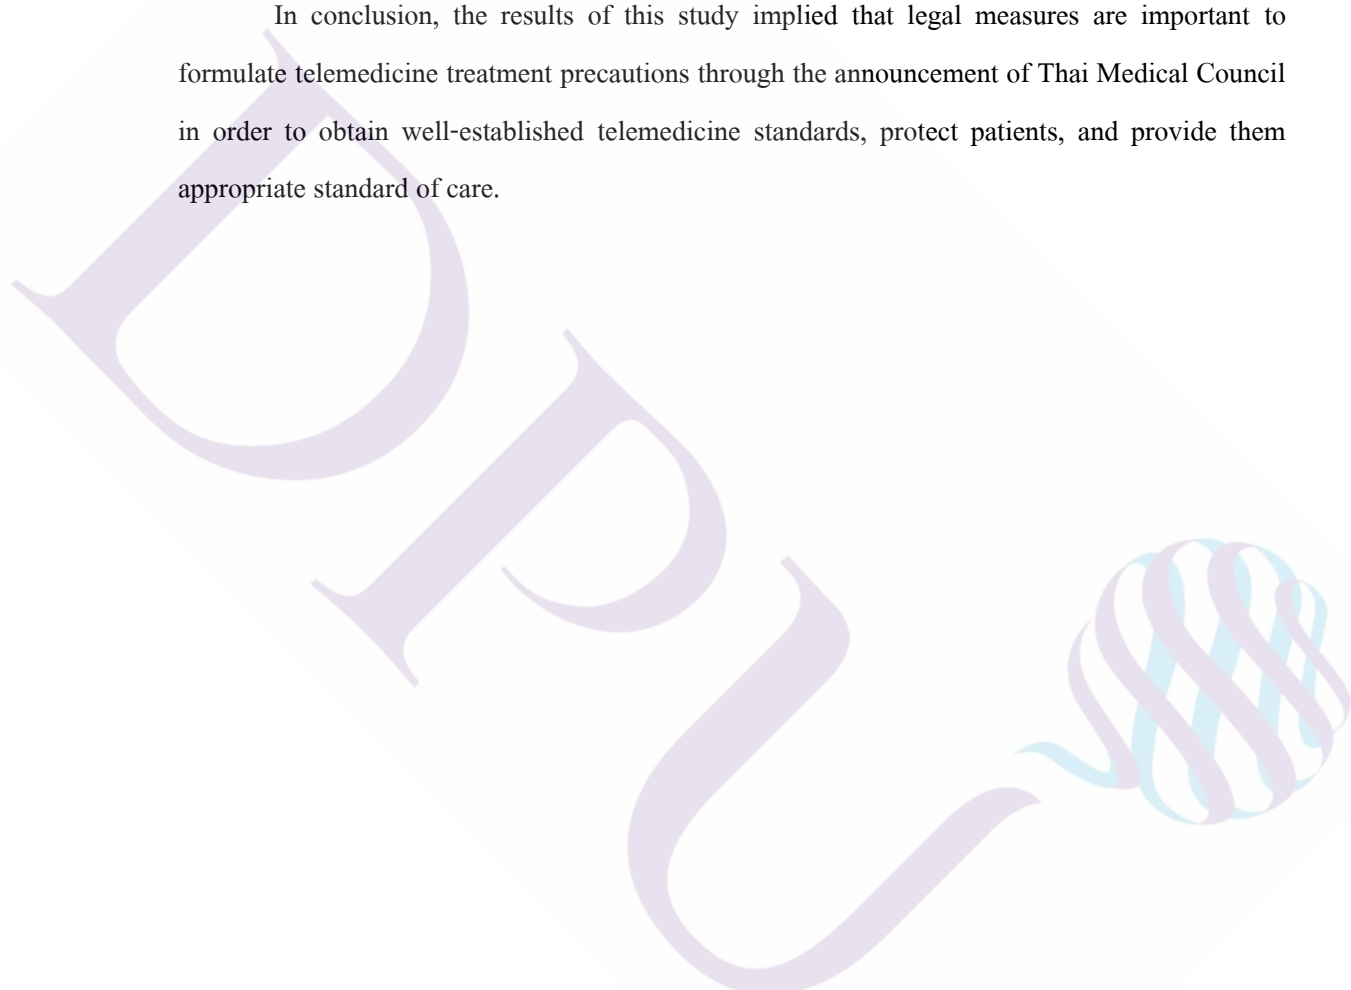 In conclusion, the results of this study implied that legal measures are important to
formulate telemedicine treatment precautions through the announcement of Thai Medical Council
in order to obtain well-established telemedicine standards, protect patients, and provide them
appropriate standard of care.
DPU